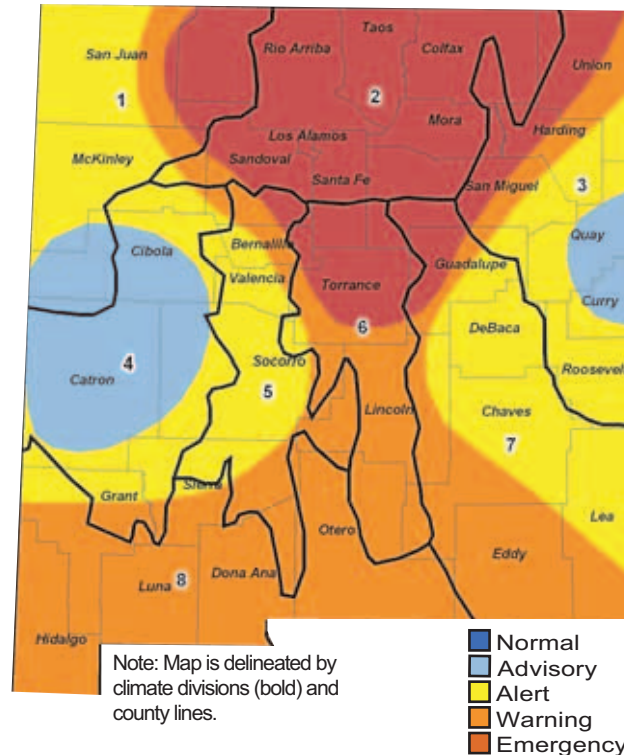 Taos
Rio Arriba
Colfax
San Juan
Union
1
2
Mora
Harding
Los Alamos
McKinley
Sandoval
Santa Fe
San Miguel
3
Quay
Cibola
Bernalillo
Guadalupe
Valencia
Torrance
Curry
6
DeBaca
4
Socorro
Roosevel
Catron
5
Lincoln
Chaves
7
Grant
Sierra
Lea
Otero
Eddy
8
Luna
Dona Ana
Hidalgo
Note: Map is delineated by
climate divisions (bold) and
county lines.
Normal
Advisory
Alert
Warning
Emergency